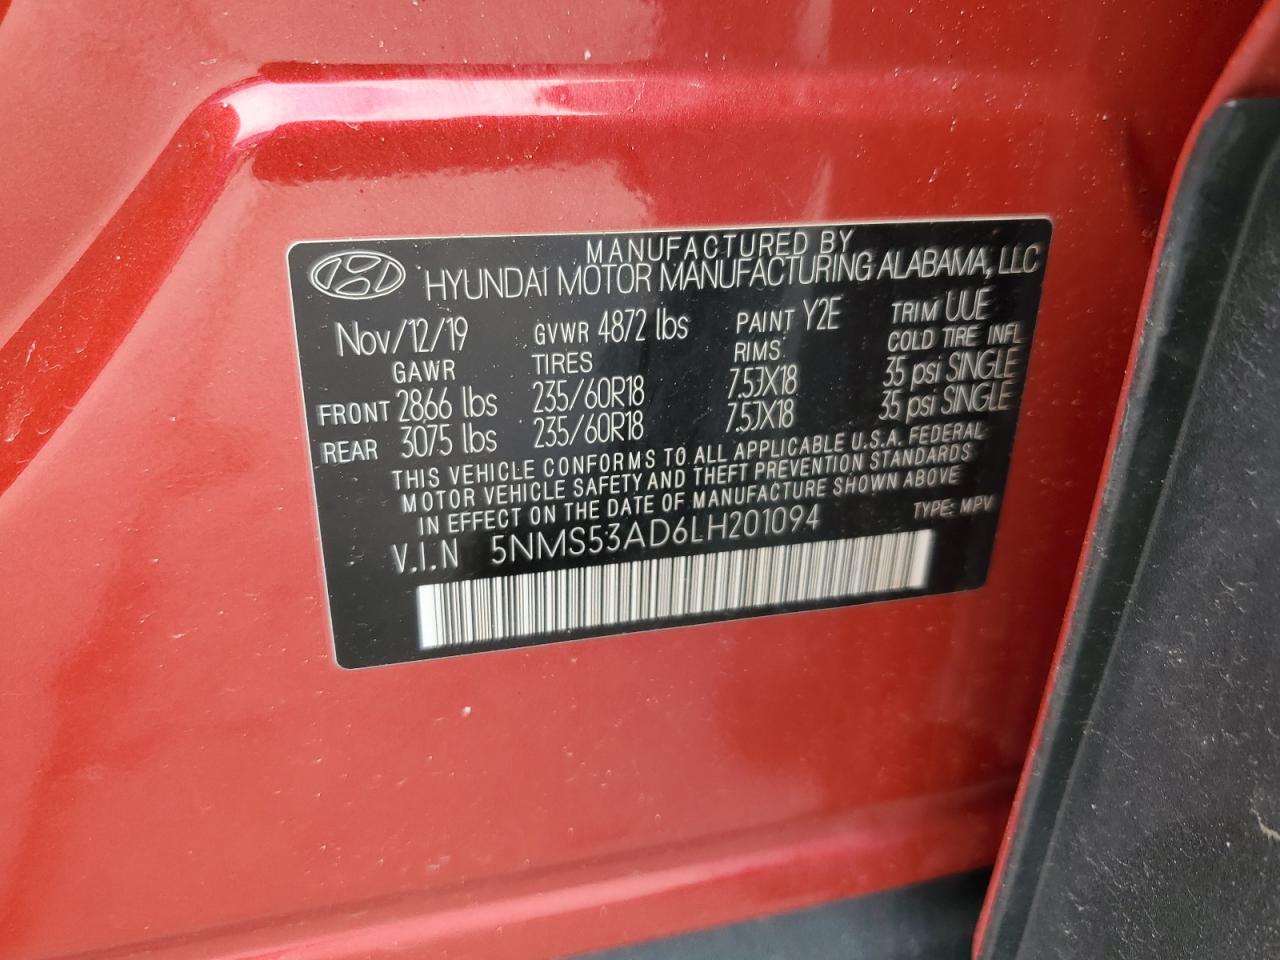 MANUFACTURED BY
HYUNDAI MOTOR MANUFACTURING ALABAMA, LLC
Nov/12/19 GVWR 4872 lbs PAINT Y2E TRIM UUE
GAWR TIRES RIMS COLD TIRE INFL
FRONT 2866 lbs 235/60R18 7.5JX18 35 psi SINGLE
REAR 3075 lbs 235/60R18 7.5JX18 35 psi SINGLE
THIS VEHICLE CONFORMS TO ALL APPLICABLE U.S.A. FEDERAL
MOTOR VEHICLE SAFETY AND THEFT PREVENTION STANDARDS
IN EFFECT ON THE DATE OF MANUFACTURE SHOWN ABOVE
V.I.N 5NMS53AD6LH201094 TYPE: MPV